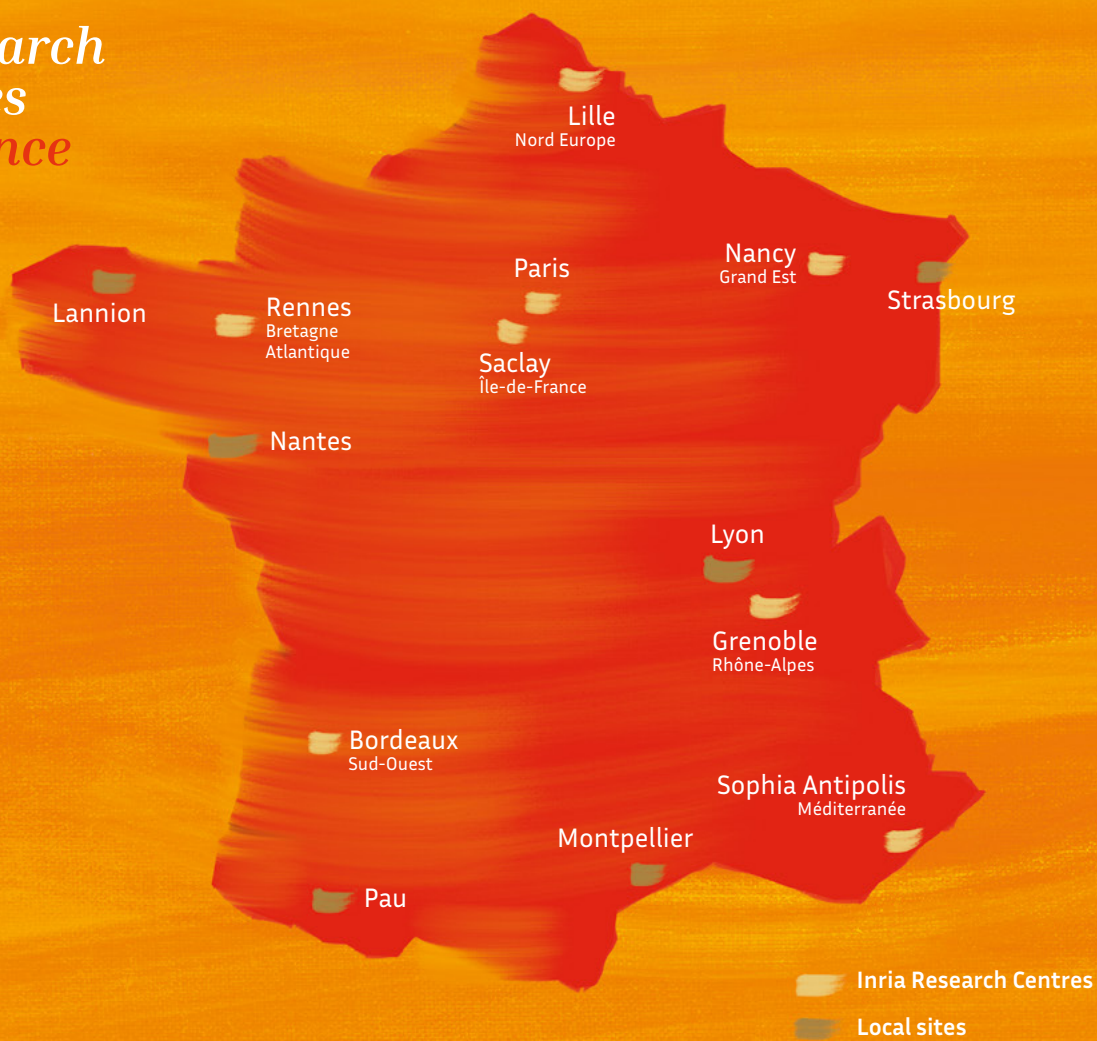 arch
es
nce
Lille
Nord Europe
Paris
Nancy
Grand Est
Strasbourg
Lannion
Rennes
Bretagne
Atlantique
Saclay
Île-de-France
Nantes
Lyon
Grenoble
Rhône-Alpes
Bordeaux
Sud-Ouest
Sophia Antipolis
Méditerranée
Montpellier
Pau
Inria Research Centres
Local sites